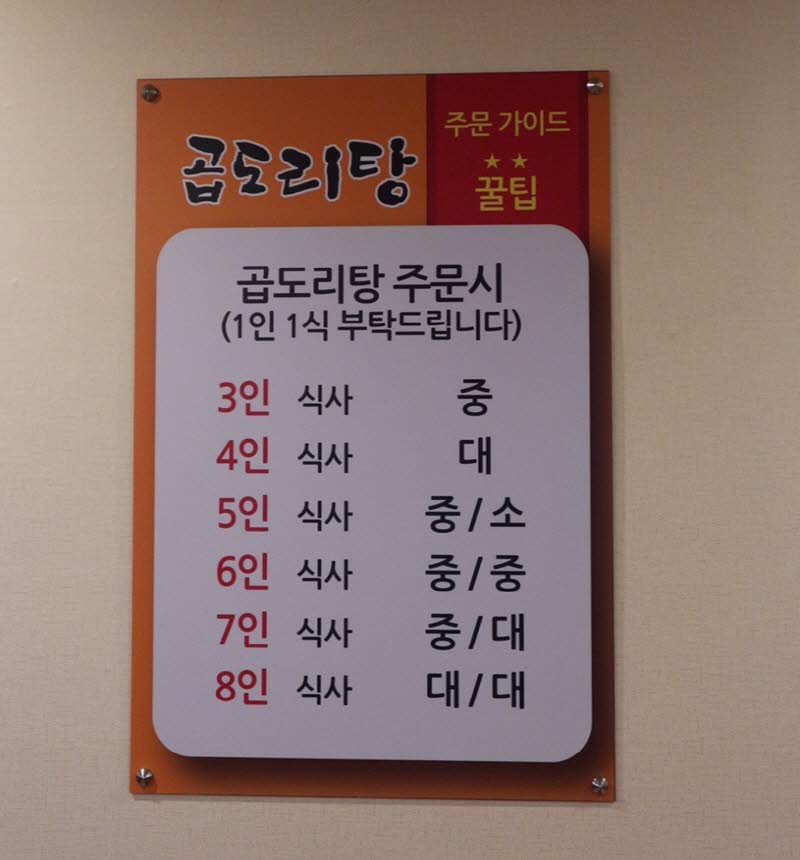 곱도리탕
주문 가이드
★ ★
꿀팁
곱도리탕 주문시
(1인 1식 부탁드립니다)
3인 식사 중
4인 식사 대
5인 식사 중 / 소
6인 식사 중 / 중
7인 식사 중 / 대
8인 식사 대 / 대